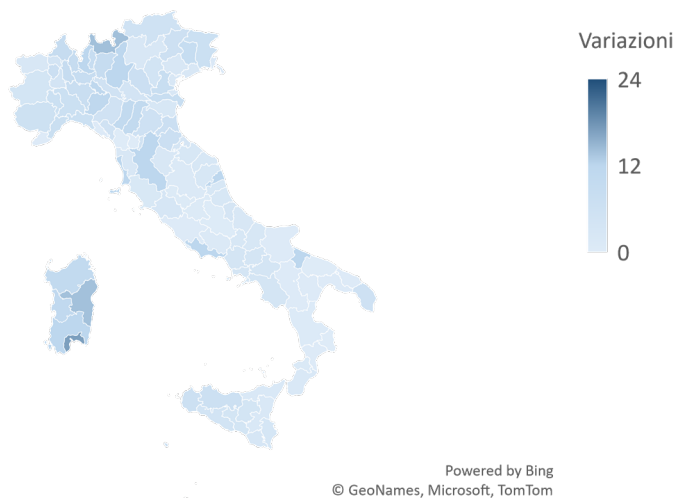 Variazioni
24
12
0
Powered by Bing
© GeoNames, Microsoft, TomTom